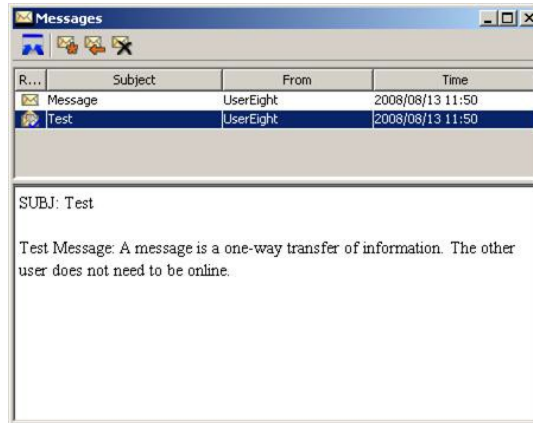 Messages
R... Subject From Time
Message UserEight 2008/08/13 11:50
Test UserEight 2008/08/13 11:50
SUBJ: Test
Test Message: A message is a one-way transfer of information. The other
user does not need to be online.